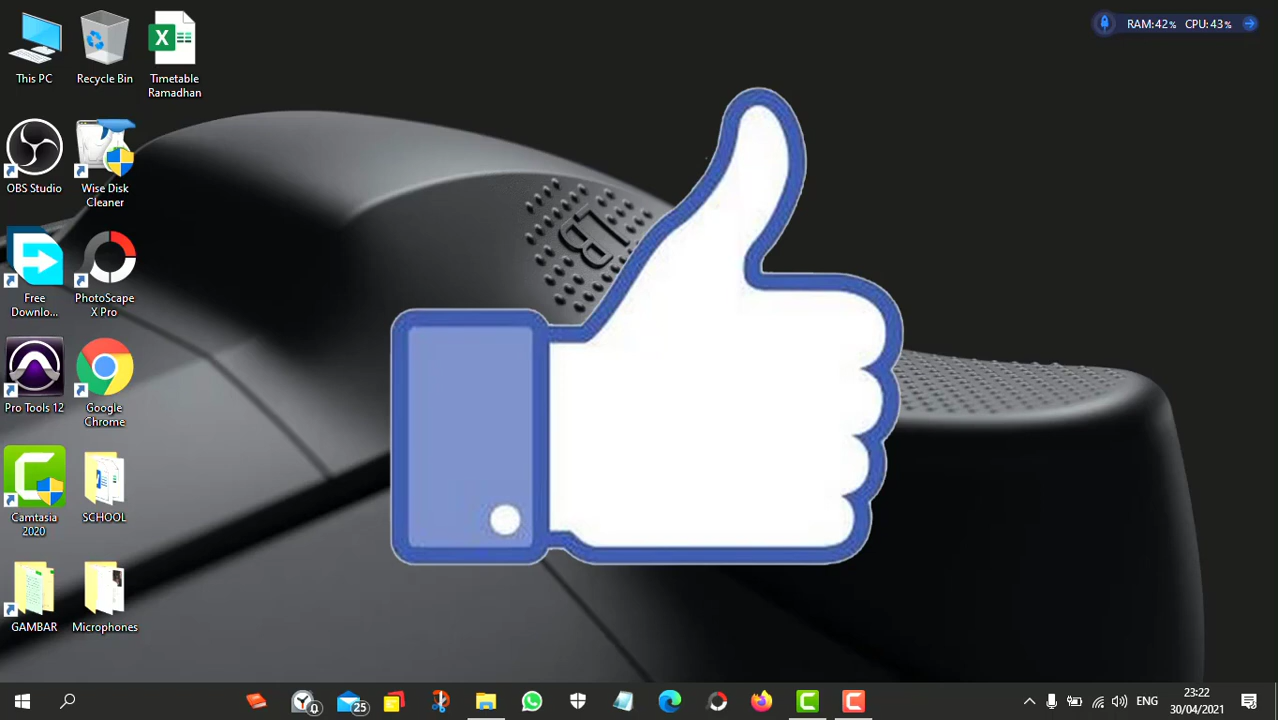 RAM:42% CPU:43%
This PC
Recycle Bin
Timetable
Ramadhan
OBS Studio
Wise Disk
Cleaner
Free
Downlo...
PhotoScape
X Pro
Pro Tools 12
Google
Chrome
Camtasia
2020
SCHOOL
GAMBAR
Microphones
0
25
ENG
23:22
30/04/2021